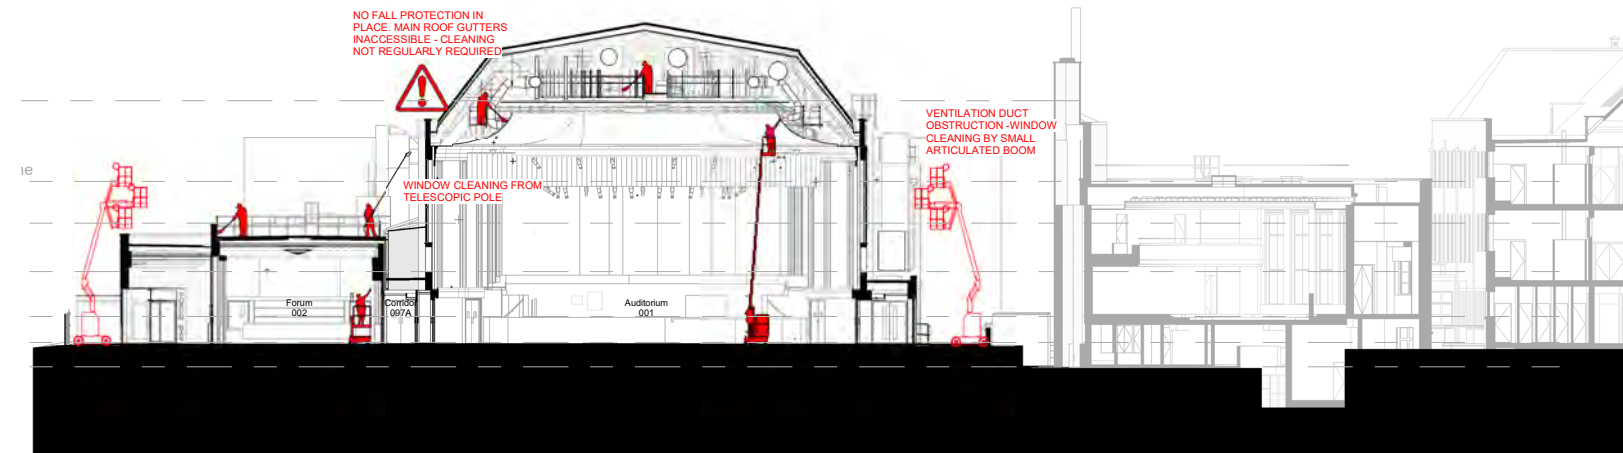 NO FALL PROTECTION IN
PLACE. MAIN ROOF GUTTERS
INACCESSIBLE - CLEANING
NOT REGULARLY REQUIRED
VENTILATION DUCT
OBSTRUCTION -WINDOW
CLEANING BY SMALL
ARTICULATED BOOM
WINDOW CLEANING FROM
TELESCOPIC POLE
Forum
002
Corridor
097A
Auditorium
001